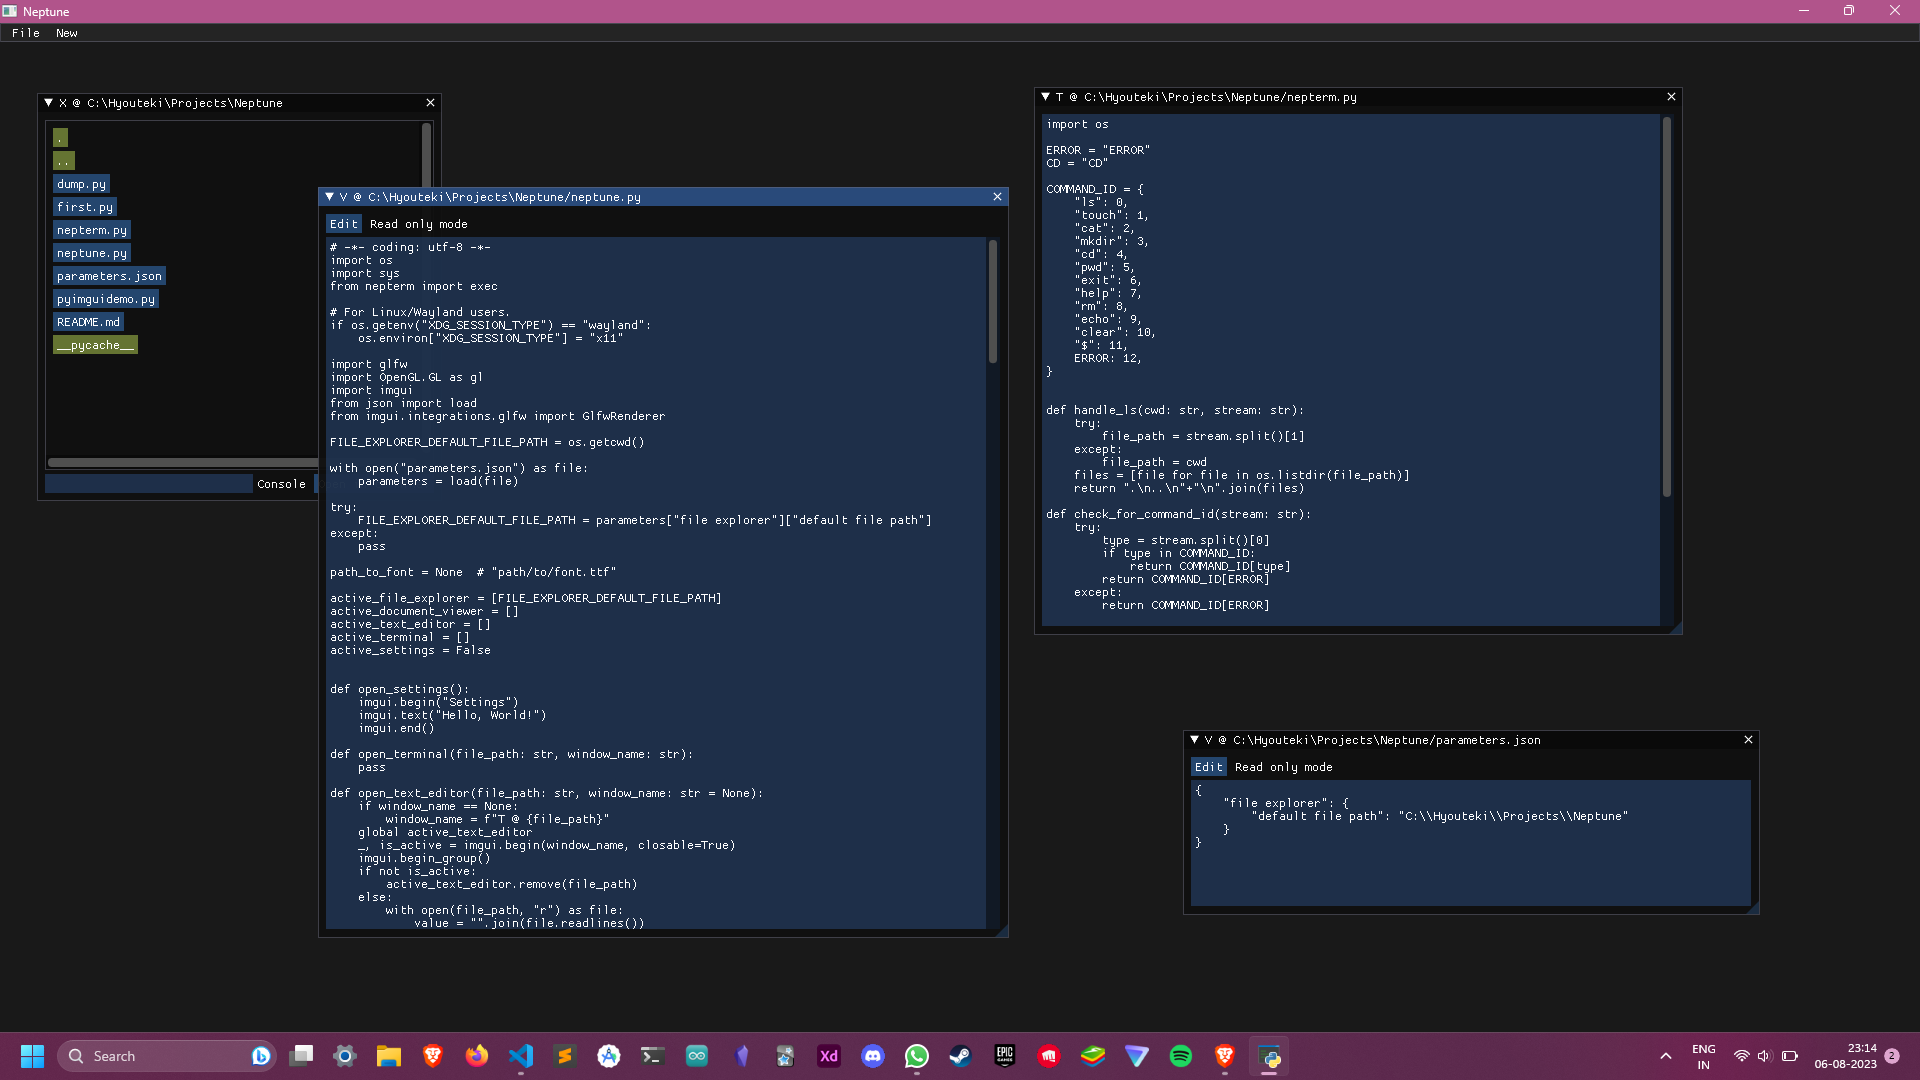 Neptune
File New
X @ C:\Hyouteki\Projects\Neptune
.
..
dump.py
first.py
nepterm.py
neptune.py
parameters.json
pyimguidemo.py
README.md
__pycache__
Console
V @ C:\Hyouteki\Projects\Neptune/neptune.py
Edit Read only mode
# -*- coding: utf-8 -*-
import os
import sys
from nepterm import exec

# For Linux/Wayland users.
if os.getenv("XDG_SESSION_TYPE") == "wayland":
    os.environ["XDG_SESSION_TYPE"] = "x11"

import glfw
import OpenGL.GL as gl
import imgui
from json import load
from imgui.integrations.glfw import GlfwRenderer

FILE_EXPLORER_DEFAULT_FILE_PATH = os.getcwd()

with open("parameters.json") as file:
    parameters = load(file)

try:
    FILE_EXPLORER_DEFAULT_FILE_PATH = parameters["file explorer"]["default file path"]
except:
    pass

path_to_font = None  # "path/to/font.ttf"

active_file_explorer = [FILE_EXPLORER_DEFAULT_FILE_PATH]
active_document_viewer = []
active_text_editor = []
active_terminal = []
active_settings = False


def open_settings():
    imgui.begin("Settings")
    imgui.text("Hello, World!")
    imgui.end()

def open_terminal(file_path: str, window_name: str):
    pass

def open_text_editor(file_path: str, window_name: str = None):
    if window_name == None:
        window_name = f"T @ {file_path}"
    global active_text_editor
    _, is_active = imgui.begin(window_name, closable=True)
    imgui.begin_group()
    if not is_active:
        active_text_editor.remove(file_path)
    else:
        with open(file_path, "r") as file:
            value = "".join(file.readlines())
T @ C:\Hyouteki\Projects\Neptune/nepterm.py
import os

ERROR = "ERROR"
CD = "CD"

COMMAND_ID = {
    "ls": 0,
    "touch": 1,
    "cat": 2,
    "mkdir": 3,
    "cd": 4,
    "pwd": 5,
    "exit": 6,
    "help": 7,
    "rm": 8,
    "echo": 9,
    "clear": 10,
    "$": 11,
    ERROR: 12,
}


def handle_ls(cwd: str, stream: str):
    try:
        file_path = stream.split()[1]
    except:
        file_path = cwd
    files = [file for file in os.listdir(file_path)]
    return ".\n..\n"+"\n".join(files)

def check_for_command_id(stream: str):
    try:
        type = stream.split()[0]
        if type in COMMAND_ID:
            return COMMAND_ID[type]
        return COMMAND_ID[ERROR]
    except:
        return COMMAND_ID[ERROR]
V @ C:\Hyouteki\Projects\Neptune/parameters.json
Edit Read only mode
{
    "file explorer": {
        "default file path": "C:\\Hyouteki\\Projects\\Neptune"
    }
}
Search
Xd
EPIC GAMES
ENG
IN
23:14
06-08-2023
2